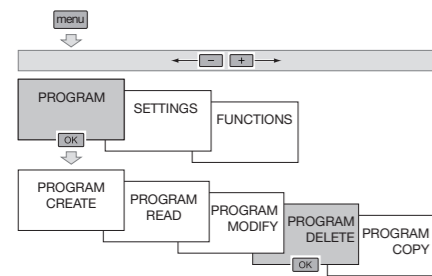 menu
− +
PROGRAM
OK
SETTINGS
FUNCTIONS
PROGRAM
CREATE
PROGRAM
READ
PROGRAM
MODIFY
PROGRAM
DELETE
OK
PROGRAM
COPY